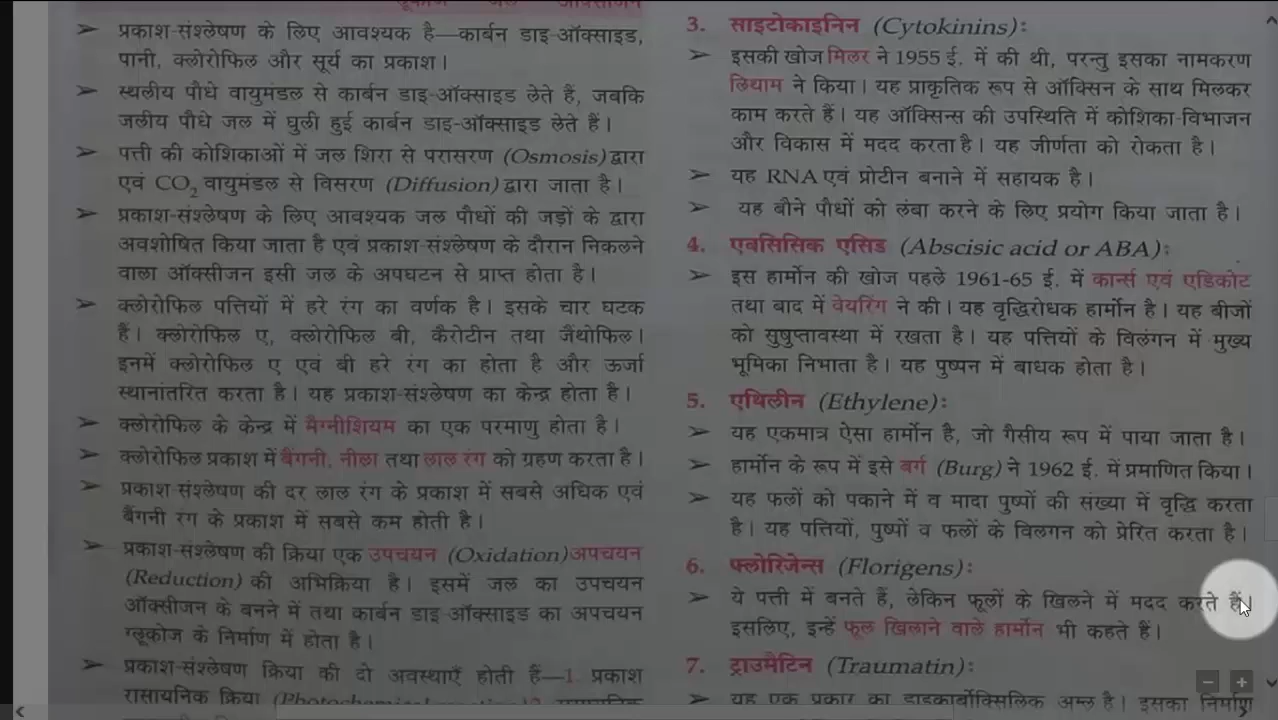 प्रकाश-संश्लेषण के लिए आवश्यक है—कार्बन डाइ-ऑक्साइड,
पानी, क्लोरोफिल और सूर्य का प्रकाश।
स्थलीय पौधे वायुमंडल से कार्बन डाइ-ऑक्साइड लेते हैं, जबकि
जलीय पौधे जल में घुली हुई कार्बन डाइ-ऑक्साइड लेते हैं।
पत्ती की कोशिकाओं में जल शिरा से परासरण (Osmosis) द्वारा
एवं CO₂ वायुमंडल से विसरण (Diffusion) द्वारा जाता है।
प्रकाश-संश्लेषण के लिए आवश्यक जल पौधों की जड़ों के द्वारा
अवशोषित किया जाता है एवं प्रकाश-संश्लेषण के दौरान निकलने
वाला ऑक्सीजन इसी जल के अपघटन से प्राप्त होता है।
क्लोरोफिल पत्तियों में हरे रंग का वर्णक है। इसके चार घटक
हैं। क्लोरोफिल ए, क्लोरोफिल बी, कैरोटीन तथा जैंथोफिल।
इनमें क्लोरोफिल ए एवं बी हरे रंग का होता है और ऊर्जा
स्थानांतरित करता है। यह प्रकाश-संश्लेषण का केन्द्र होता है।
क्लोरोफिल के केन्द्र में मैग्नीशियम का एक परमाणु होता है।
क्लोरोफिल प्रकाश में बैंगनी, नीला तथा लाल रंग को ग्रहण करता है।
प्रकाश-संश्लेषण की दर लाल रंग के प्रकाश में सबसे अधिक एवं
बैंगनी रंग के प्रकाश में सबसे कम होती है।
प्रकाश-संश्लेषण की क्रिया एक उपचयन (Oxidation) अपचयन
(Reduction) की अभिक्रिया है। इसमें जल का उपचयन
ऑक्सीजन के बनने में तथा कार्बन डाइ-ऑक्साइड का अपचयन
ग्लूकोज के निर्माण में होता है।
प्रकाश-संश्लेषण क्रिया की दो अवस्थाएँ होती हैं—1. प्रकाश
रासायनिक क्रिया
3. साइटोकाइनिन (Cytokinins):
इसकी खोज मिलर ने 1955 ई. में की थी, परन्तु इसका नामकरण
लिथाम ने किया। यह प्राकृतिक रूप से ऑक्सिन के साथ मिलकर
काम करते हैं। यह ऑक्सिन्स की उपस्थिति में कोशिका-विभाजन
और विकास में मदद करता है। यह जीर्णता को रोकता है।
यह RNA एवं प्रोटीन बनाने में सहायक है।
यह बौने पौधों को लंबा करने के लिए प्रयोग किया जाता है।
4. एबसिसिक एसिड (Abscisic acid or ABA):
इस हार्मोन की खोज पहले 1961-65 ई. में कार्न्स एवं एडिकोट
तथा बाद में वेयरिंग ने की। यह वृद्धिरोधक हार्मोन है। यह बीजों
को सुषुप्तावस्था में रखता है। यह पत्तियों के विलंगन में मुख्य
भूमिका निभाता है। यह पुष्पन में बाधक होता है।
5. एथिलीन (Ethylene):
यह एकमात्र ऐसा हार्मोन है, जो गैसीय रूप में पाया जाता है।
हार्मोन के रूप में इसे बर्ग (Burg) ने 1962 ई. में प्रमाणित किया।
यह फलों को पकाने में व मादा पुष्पों की संख्या में वृद्धि करता
है। यह पत्तियों, पुष्पों व फलों के विलगन को प्रेरित करता है।
6. फ्लोरिजेन्स (Florigens):
ये पत्ती में बनते हैं, लेकिन फूलों के खिलने में मदद करते हैं।
इसलिए, इन्हें फूल खिलाने वाले हार्मोन भी कहते हैं।
7. ट्राउमैटिन (Traumatin):
यह एक प्रकार का डाइकार्बोक्सिलिक अम्ल है। इसका निर्माण